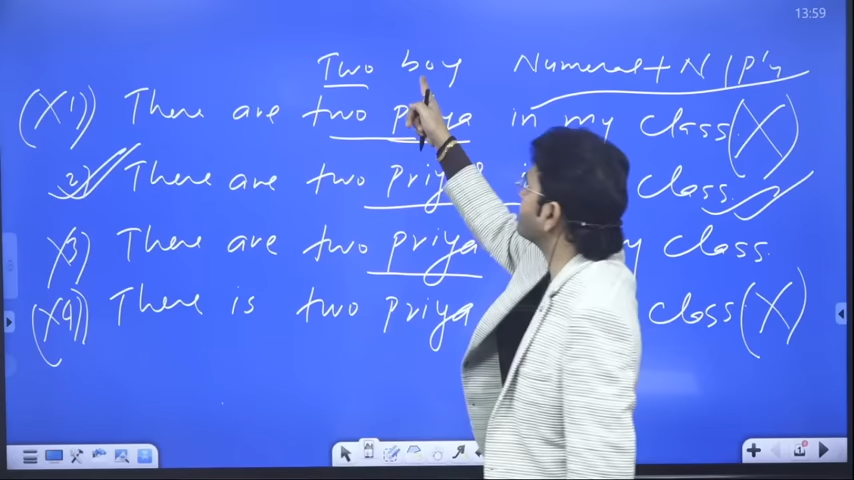 13:59
Two boy Numeral + N / P'y
(X1)) There are two priya in my class (X)
2) There are two priya class.
X3) There are two priya my class.
(X4)) There is two priya class (X)